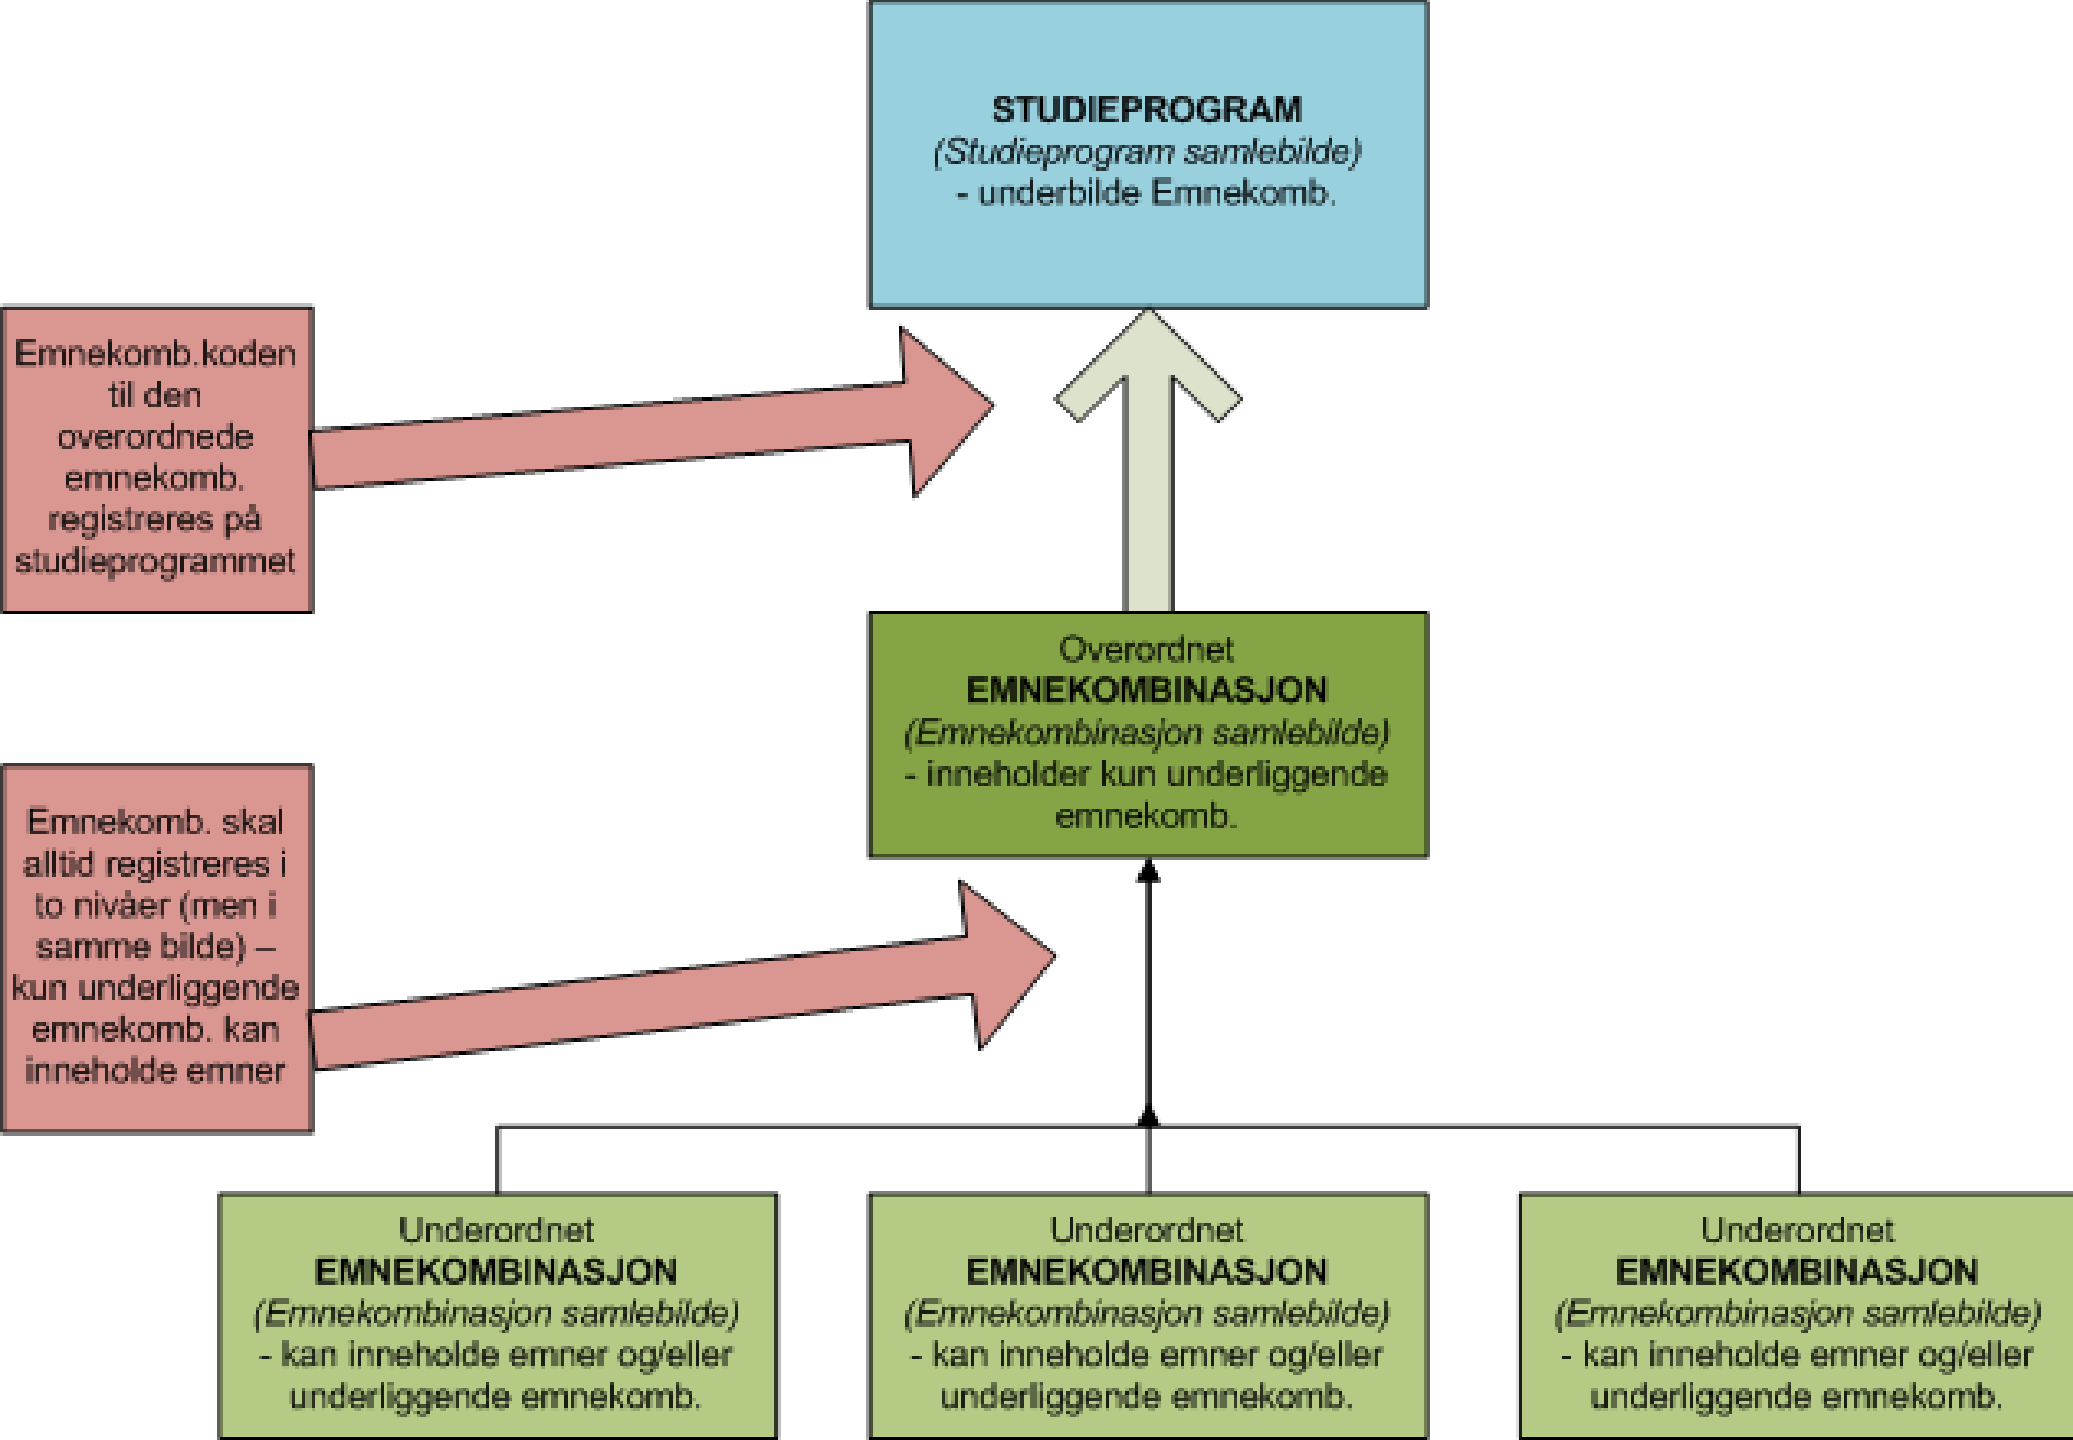 STUDIEPROGRAM
(Studieprogram samlebilde)
- underbilde Emnekomb.
Emnekomb.koden
til den
overordnede
emnekomb.
registreres på
studieprogrammet
Overordnet
EMNEKOMBINASJON
(Emnekombinasjon samlebilde)
- inneholder kun underliggende
emnekomb.
Emnekomb. skal
alltid registreres i
to nivåer (men i
samme bilde) –
kun underliggende
emnekomb. kan
inneholde emner
Underordnet
EMNEKOMBINASJON
(Emnekombinasjon samlebilde)
- kan inneholde emner og/eller
underliggende emnekomb.
Underordnet
EMNEKOMBINASJON
(Emnekombinasjon samlebilde)
- kan inneholde emner og/eller
underliggende emnekomb.
Underordnet
EMNEKOMBINASJON
(Emnekombinasjon samlebilde)
- kan inneholde emner og/eller
underliggende emnekomb.